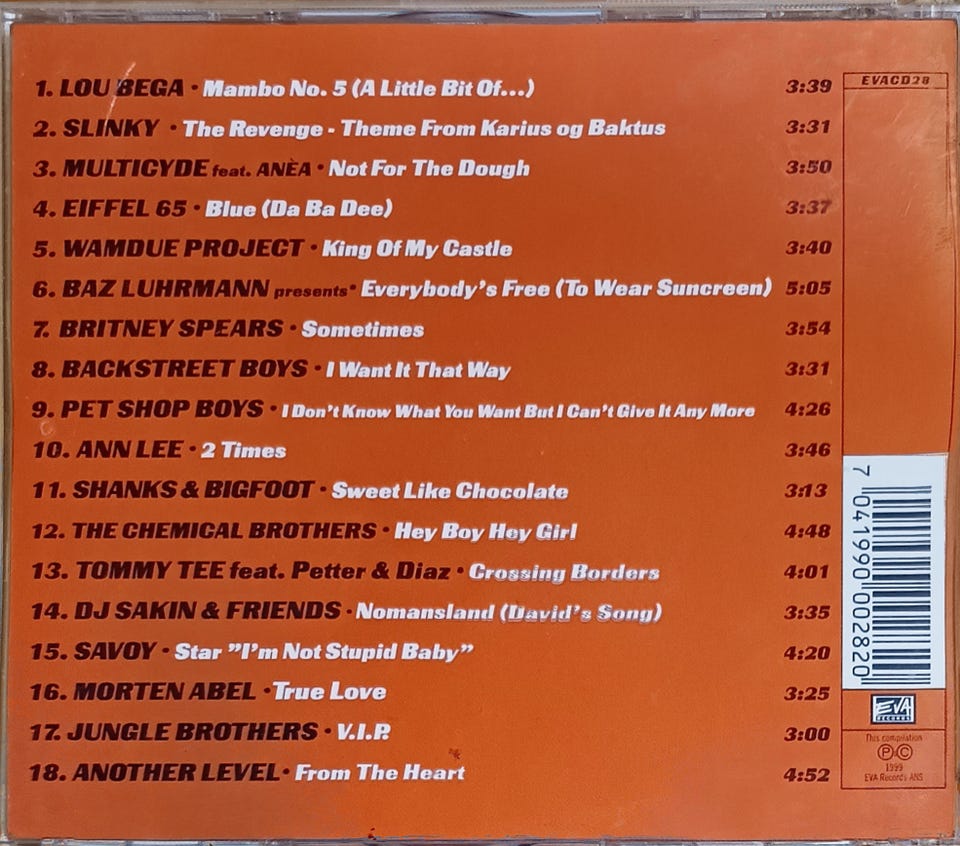 1. LOU BEGA · Mambo No. 5 (A Little Bit Of...) 3:39
2. SLINKY · The Revenge - Theme From Karius og Baktus 3:31
3. MULTICYDE feat. ANÈA · Not For The Dough 3:50
4. EIFFEL 65 · Blue (Da Ba Dee) 3:37
5. WAMDUE PROJECT · King Of My Castle 3:40
6. BAZ LUHRMANN presents · Everybody's Free (To Wear Suncreen) 5:05
7. BRITNEY SPEARS · Sometimes 3:54
8. BACKSTREET BOYS · I Want It That Way 3:31
9. PET SHOP BOYS · I Don't Know What You Want But I Can't Give It Any More 4:26
10. ANN LEE · 2 Times 3:46
11. SHANKS & BIGFOOT · Sweet Like Chocolate 3:13
12. THE CHEMICAL BROTHERS · Hey Boy Hey Girl 4:48
13. TOMMY TEE feat. Petter & Diaz · Crossing Borders 4:01
14. DJ SAKIN & FRIENDS · Nomansland (David's Song) 3:35
15. SAVOY · Star "I'm Not Stupid Baby" 4:20
16. MORTEN ABEL · True Love 3:25
17. JUNGLE BROTHERS · V.I.P. 3:00
18. ANOTHER LEVEL · From The Heart 4:52
EVACD28
7 041990 002820
EVA
RECORDS
This compilation
Ⓟ·©
1999
EVA Records ANS